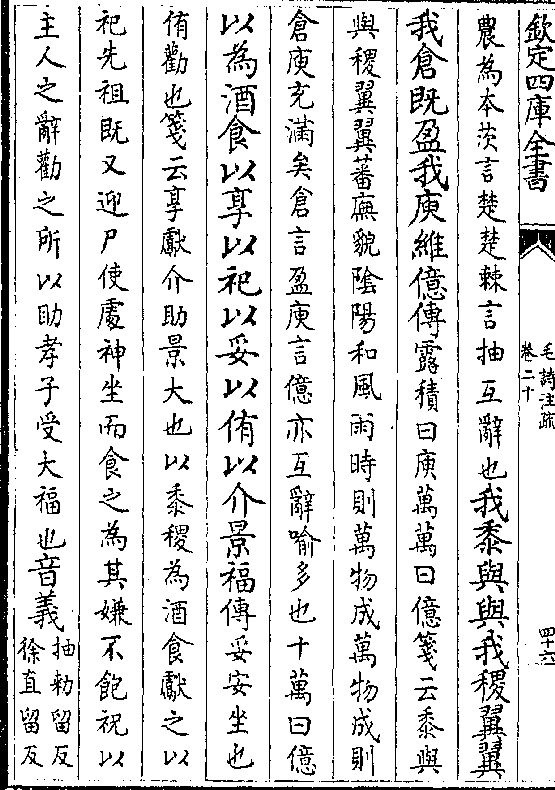 欽定四庫全書
毛詩注疏
卷二十
四十六
農為本茨言楚楚棘言抽互辭也我黍與與我稷翼翼
我倉既盈我庾維億傳露積曰庾萬萬曰億箋云黍與
與稷翼翼蕃廡貌陰陽和風雨時則萬物成萬物成則
倉庾充滿矣倉言盈庾言億亦互辭喻多也十萬曰億
以為酒食以享以祀以妥以侑以介景福傳妥安坐也
侑勸也箋云享獻介助景大也以黍稷為酒食獻之以
祀先祖既又迎尸使處神坐而食之為其嫌不飽祝以
主人之辭勸之所以助孝子受大福也音義
抽勑留反
徐直留反